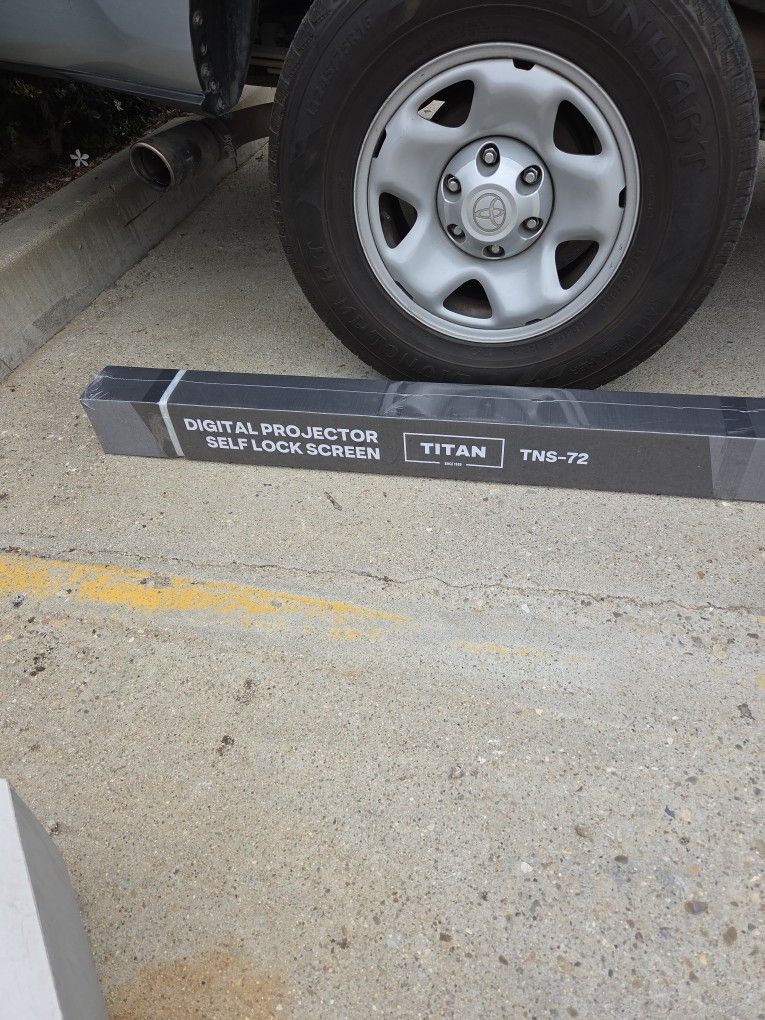 DIGITAL PROJECTOR
SELF LOCK SCREEN
TITAN
TNS-72